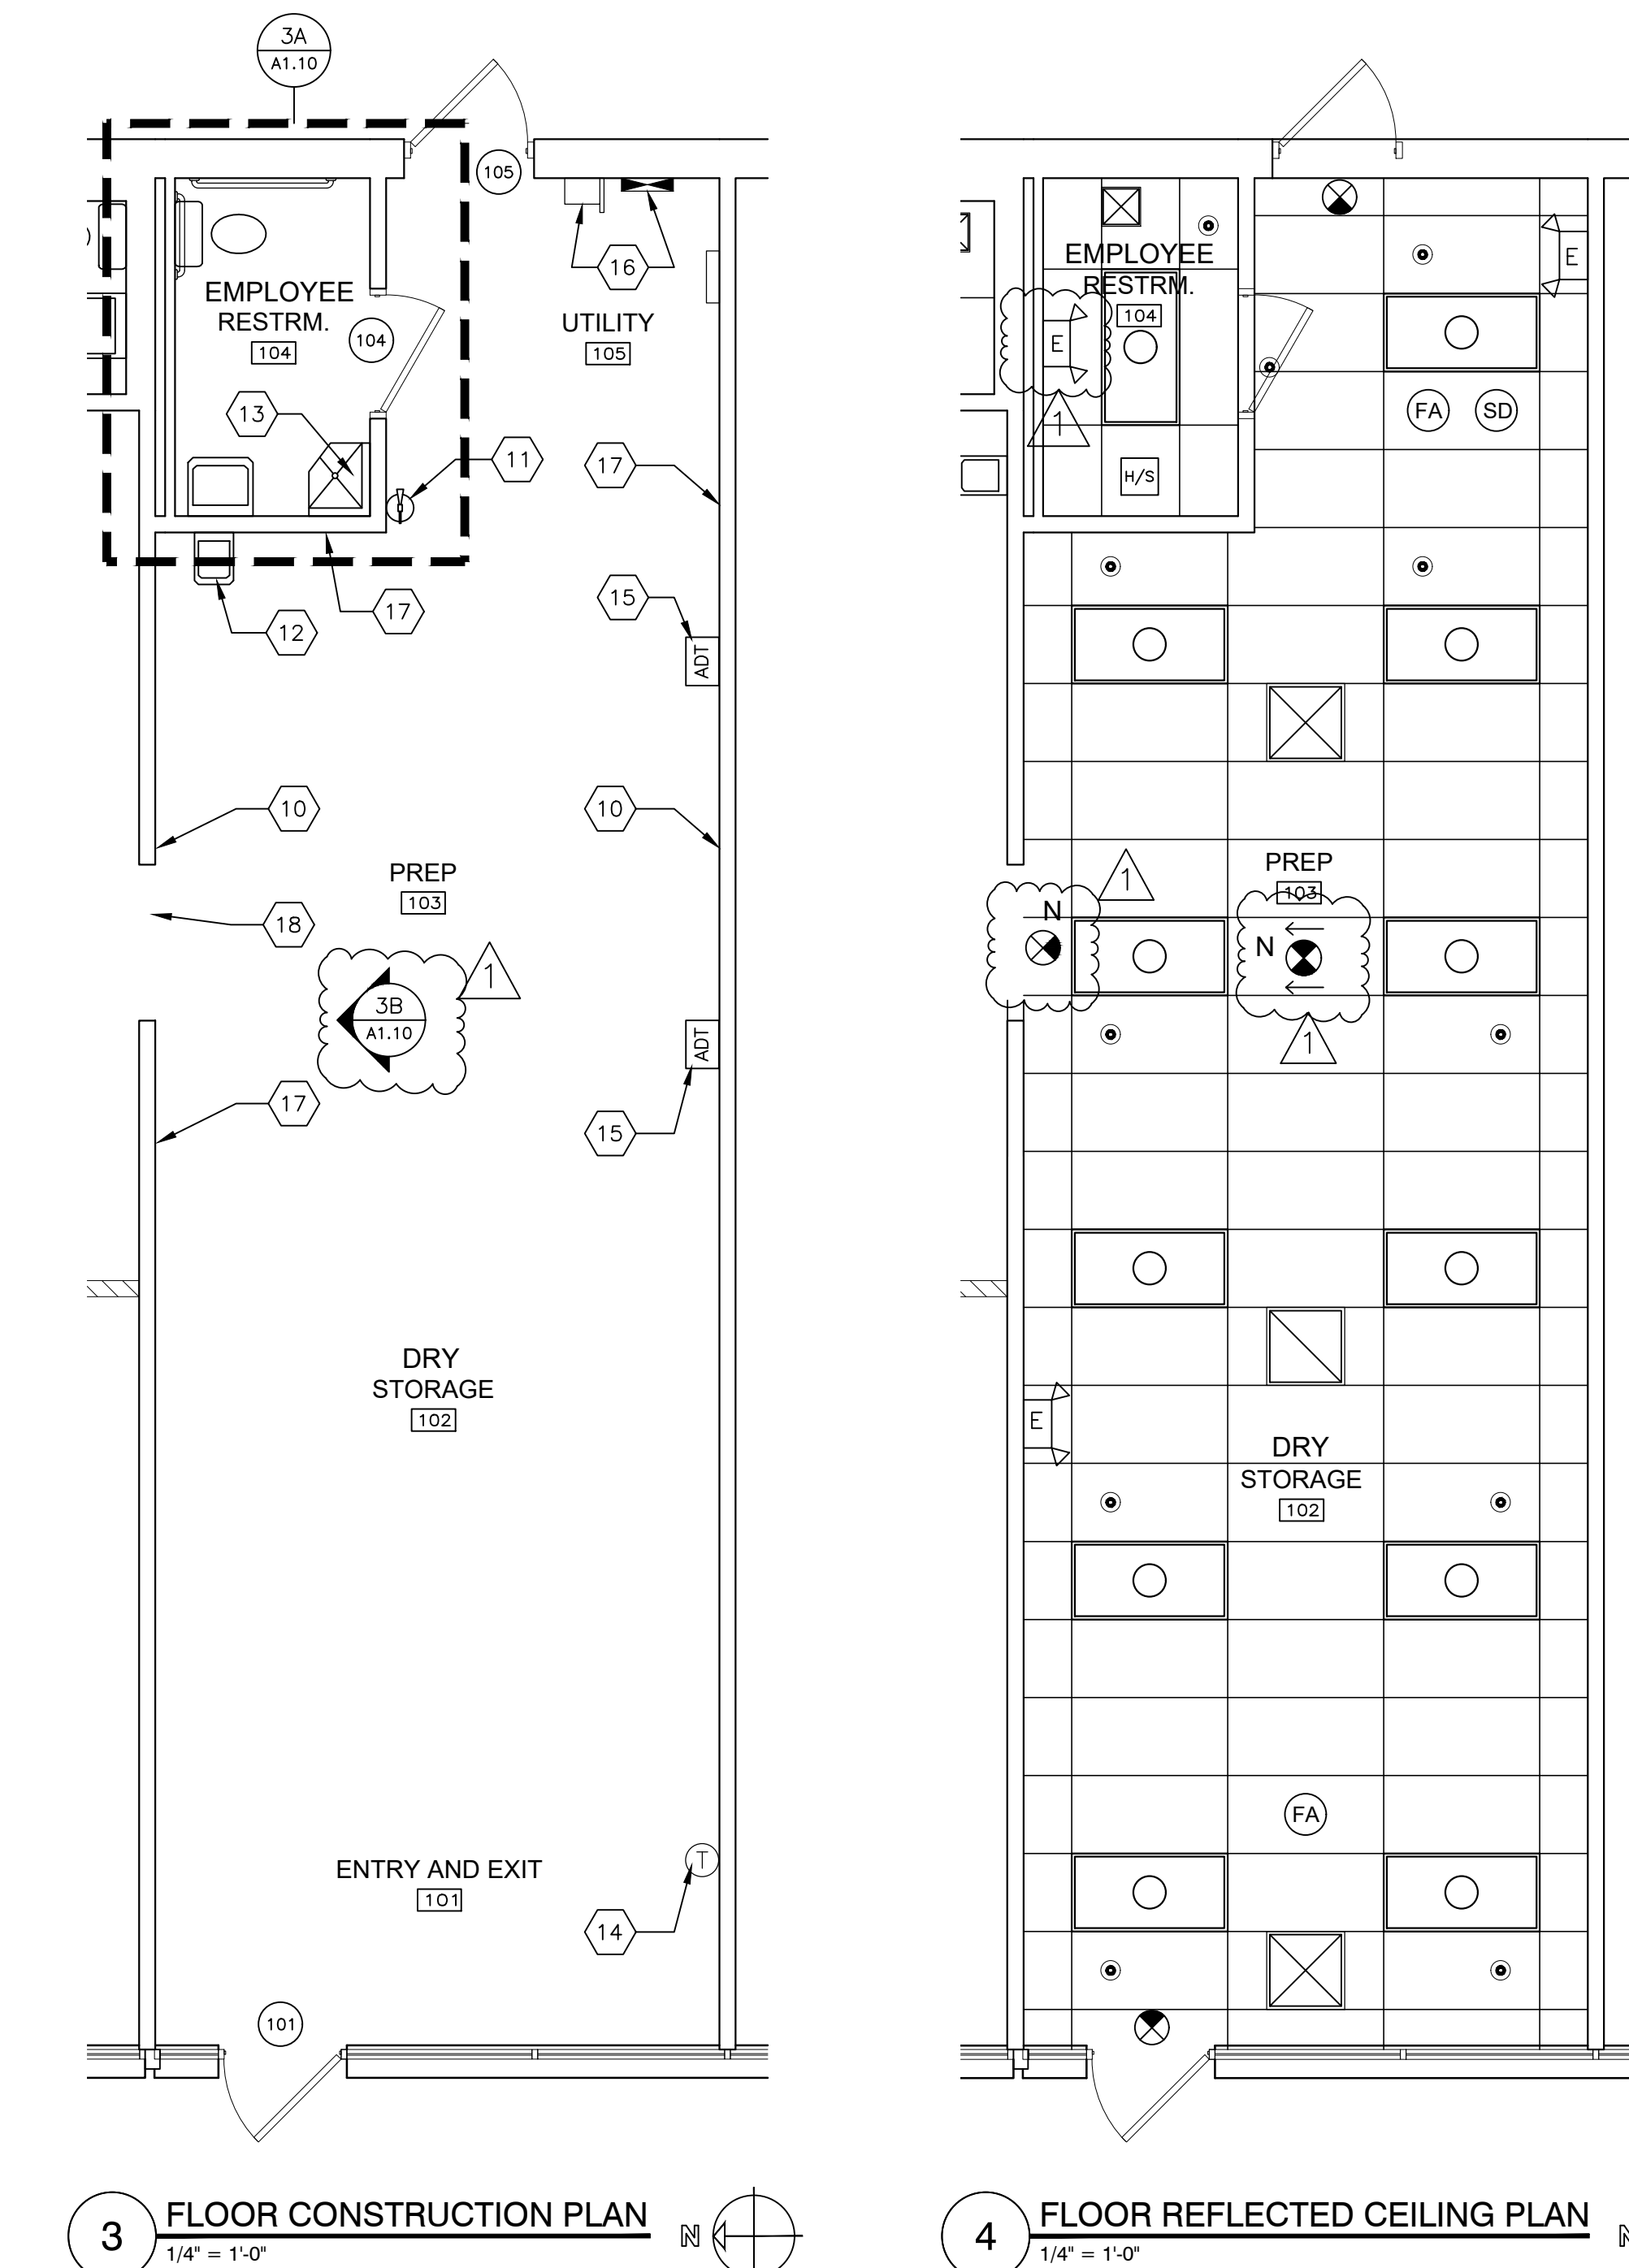 3A
A1.10
105
16
EMPLOYEE
RESTRM.
104
104
UTILITY
105
13
11
17
12
17
15
ADT
10
10
PREP
103
18
1
3B
A1.10
ADT
17
15
DRY
STORAGE
102
T
ENTRY AND EXIT
101
14
101
3
FLOOR CONSTRUCTION PLAN
1/4" = 1'-0"
N
E
EMPLOYEE
RESTRM.
104
E
1
FA
SD
H/S
PREP
103
1
N
N
1
E
DRY
STORAGE
102
FA
4
FLOOR REFLECTED CEILING PLAN
1/4" = 1'-0"